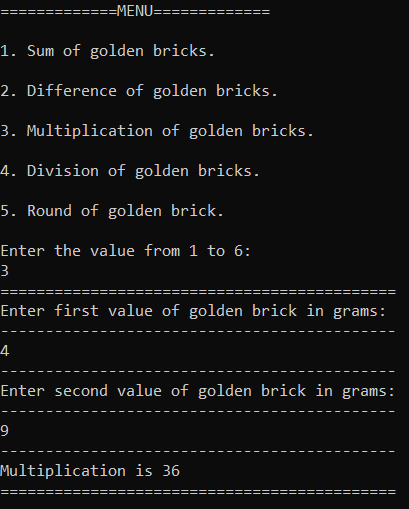 =============MENU=============
1. Sum of golden bricks.
2. Difference of golden bricks.
3. Multiplication of golden bricks.
4. Division of golden bricks.
5. Round of golden brick.
Enter the value from 1 to 6:
3
============================================
Enter first value of golden brick in grams:
--------------------------------------------
4
--------------------------------------------
Enter second value of golden brick in grams:
--------------------------------------------
9
--------------------------------------------
Multiplication is 36
============================================